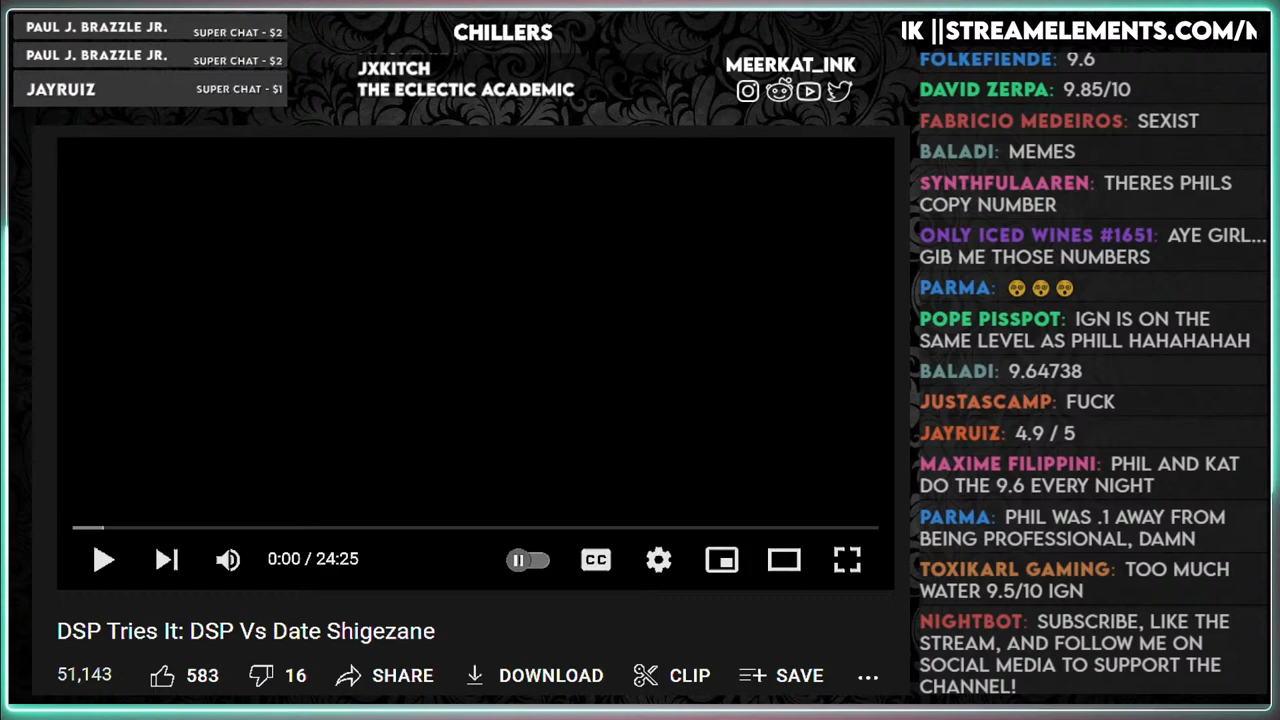 PAUL J. BRAZZLE JR. SUPER CHAT - $2
PAUL J. BRAZZLE JR. SUPER CHAT - $2
JAYRUIZ SUPER CHAT - $1
CHILLERS
JXKITCH
THE ECLECTIC ACADEMIC
MEERKAT_INK
IK ||STREAMELEMENTS.COM/M
FOLKEFIENDE: 9.6
DAVID ZERPA: 9.85/10
FABRICIO MEDEIROS: SEXIST
BALADI: MEMES
SYNTHFULAAREN: THERES PHILS
COPY NUMBER
ONLY ICED WINES #1651: AYE GIRL...
GIB ME THOSE NUMBERS
PARMA:
POPE PISSPOT: IGN IS ON THE
SAME LEVEL AS PHILL HAHAHAHAH
BALADI: 9.64738
JUSTASCAMP: FUCK
JAYRUIZ: 4.9 / 5
MAXIME FILIPPINI: PHIL AND KAT
DO THE 9.6 EVERY NIGHT
PARMA: PHIL WAS .1 AWAY FROM
BEING PROFESSIONAL, DAMN
TOXIKARL GAMING: TOO MUCH
WATER 9.5/10 IGN
NIGHTBOT: SUBSCRIBE, LIKE THE
STREAM, AND FOLLOW ME ON
SOCIAL MEDIA TO SUPPORT THE
CHANNEL!
0:00 / 24:25
CC
DSP Tries It: DSP Vs Date Shigezane
51,143 583 16 SHARE DOWNLOAD CLIP SAVE ...